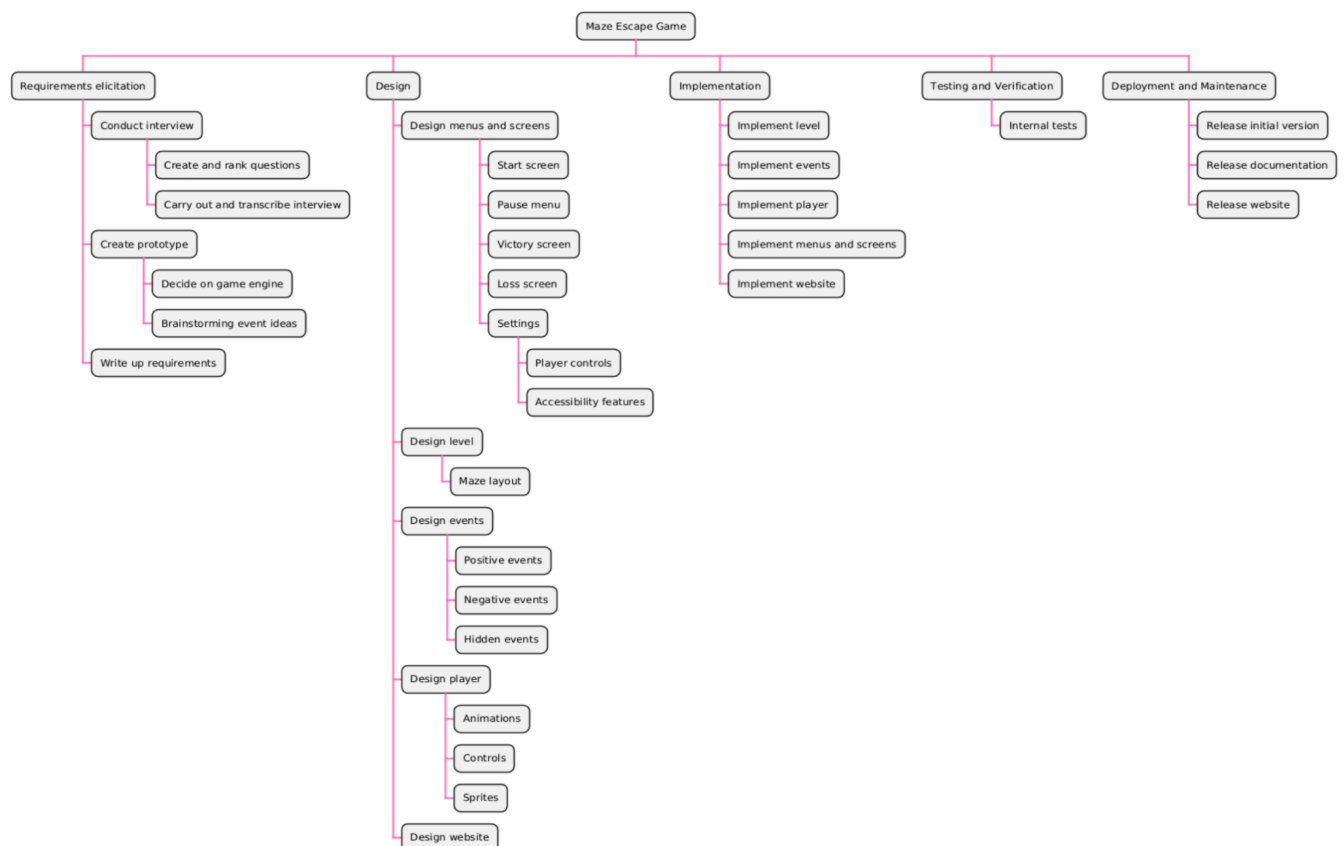 Maze Escape Game
Requirements elicitation
Conduct interview
Create and rank questions
Carry out and transcribe interview
Create prototype
Decide on game engine
Brainstorming event ideas
Write up requirements
Design
Design menus and screens
Start screen
Pause menu
Victory screen
Loss screen
Settings
Player controls
Accessibility features
Design level
Maze layout
Design events
Positive events
Negative events
Hidden events
Design player
Animations
Controls
Sprites
Design website
Implementation
Implement level
Implement events
Implement player
Implement menus and screens
Implement website
Testing and Verification
Internal tests
Deployment and Maintenance
Release initial version
Release documentation
Release website